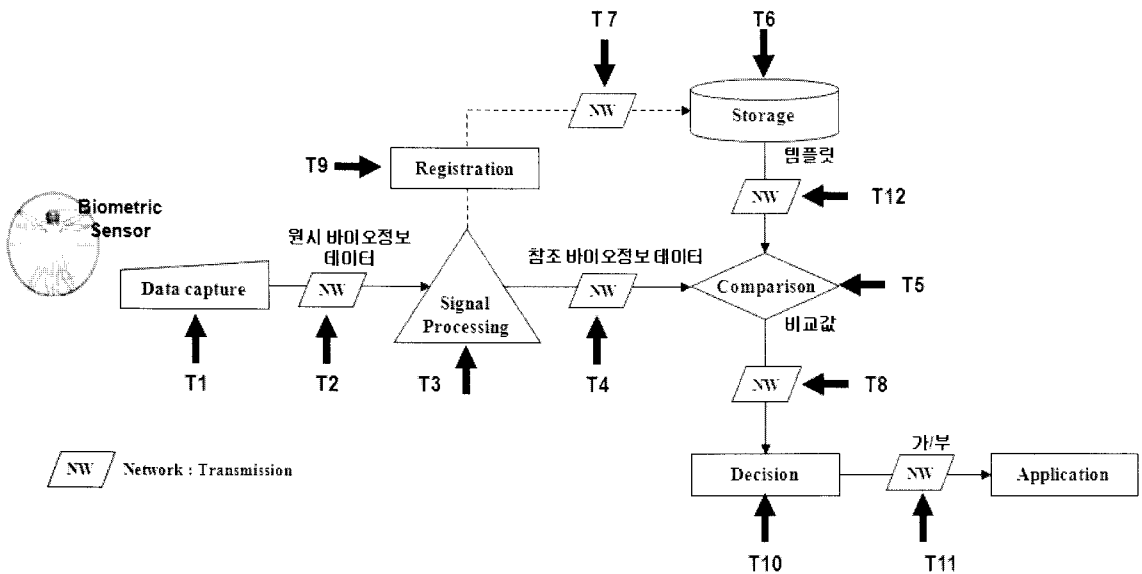 T 7
T6
NW
Storage
템플릿
T9
Registration
NW
T12
Biometric
Sensor
원시 바이오정보
데이터
참조 바이오정보 데이터
Data capture
NW
Signal
Processing
NW
Comparison
T5
비교값
T1
T2
T3
T4
NW
T8
가/부
NW
Network : Transmission
Decision
NW
Application
T10
T11